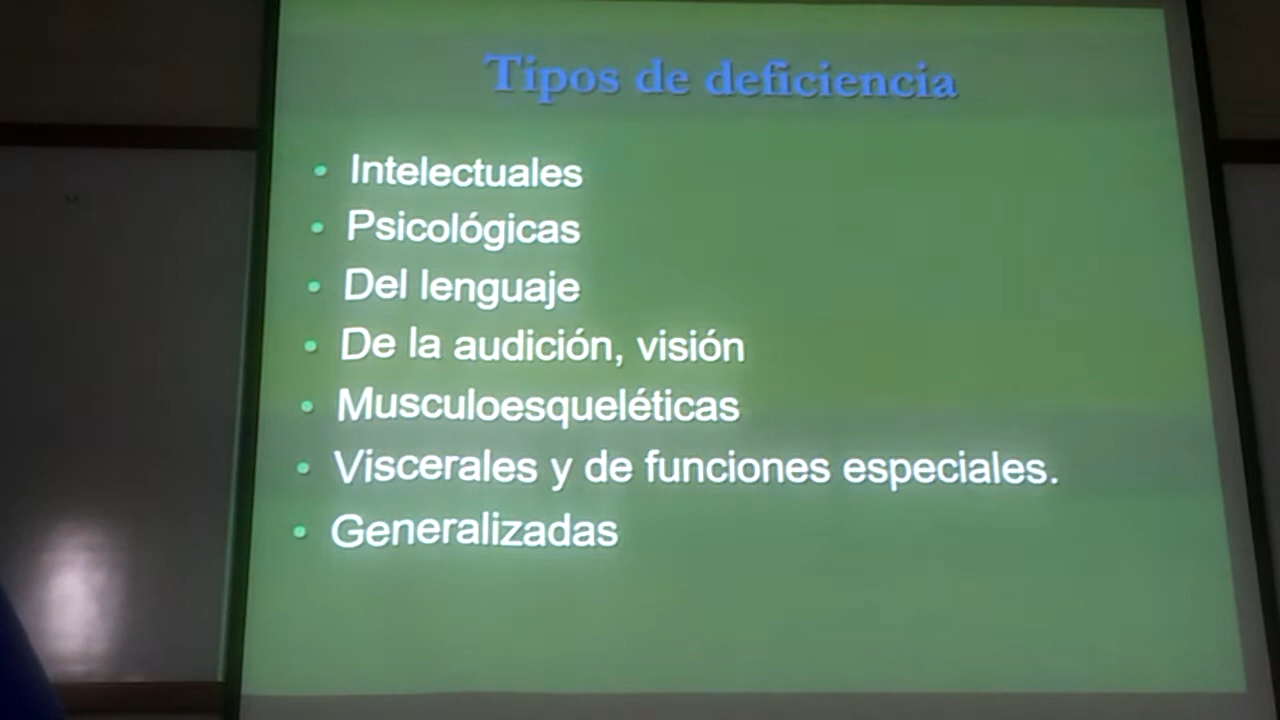 Tipos de deficiencia
• Intelectuales
• Psicológicas
• Del lenguaje
• De la audición, visión
• Musculoesqueléticas
• Viscerales y de funciones especiales.
• Generalizadas